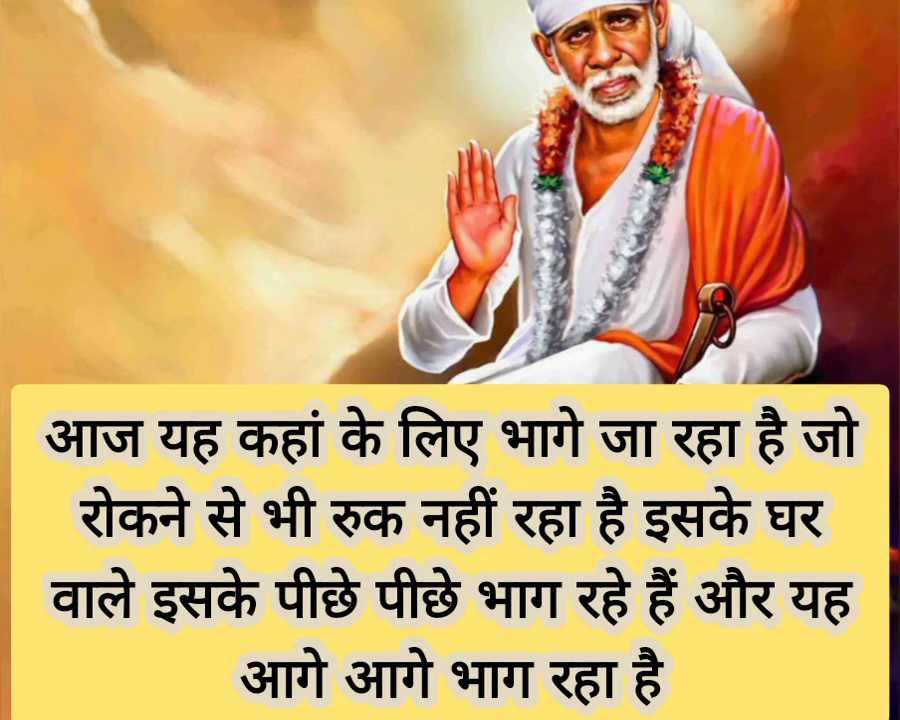 आज यह कहां के लिए भागे जा रहा है जो
रोकने से भी रुक नहीं रहा है इसके घर
वाले इसके पीछे पीछे भाग रहे हैं और यह
आगे आगे भाग रहा है